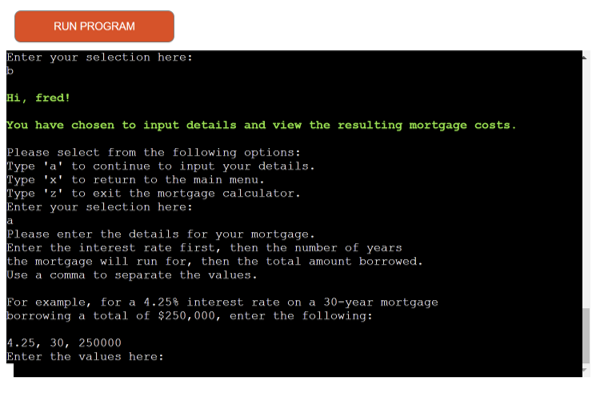 RUN PROGRAM
Enter your selection here:
b
Hi, fred!
You have chosen to input details and view the resulting mortgage costs.
Please select from the following options:
Type 'a' to continue to input your details.
Type 'x' to return to the main menu.
Type 'z' to exit the mortgage calculator.
Enter your selection here:
a
Please enter the details for your mortgage.
Enter the interest rate first, then the number of years
the mortgage will run for, then the total amount borrowed.
Use a comma to separate the values.
For example, for a 4.25% interest rate on a 30-year mortgage
borrowing a total of $250,000, enter the following:
4.25, 30, 250000
Enter the values here: